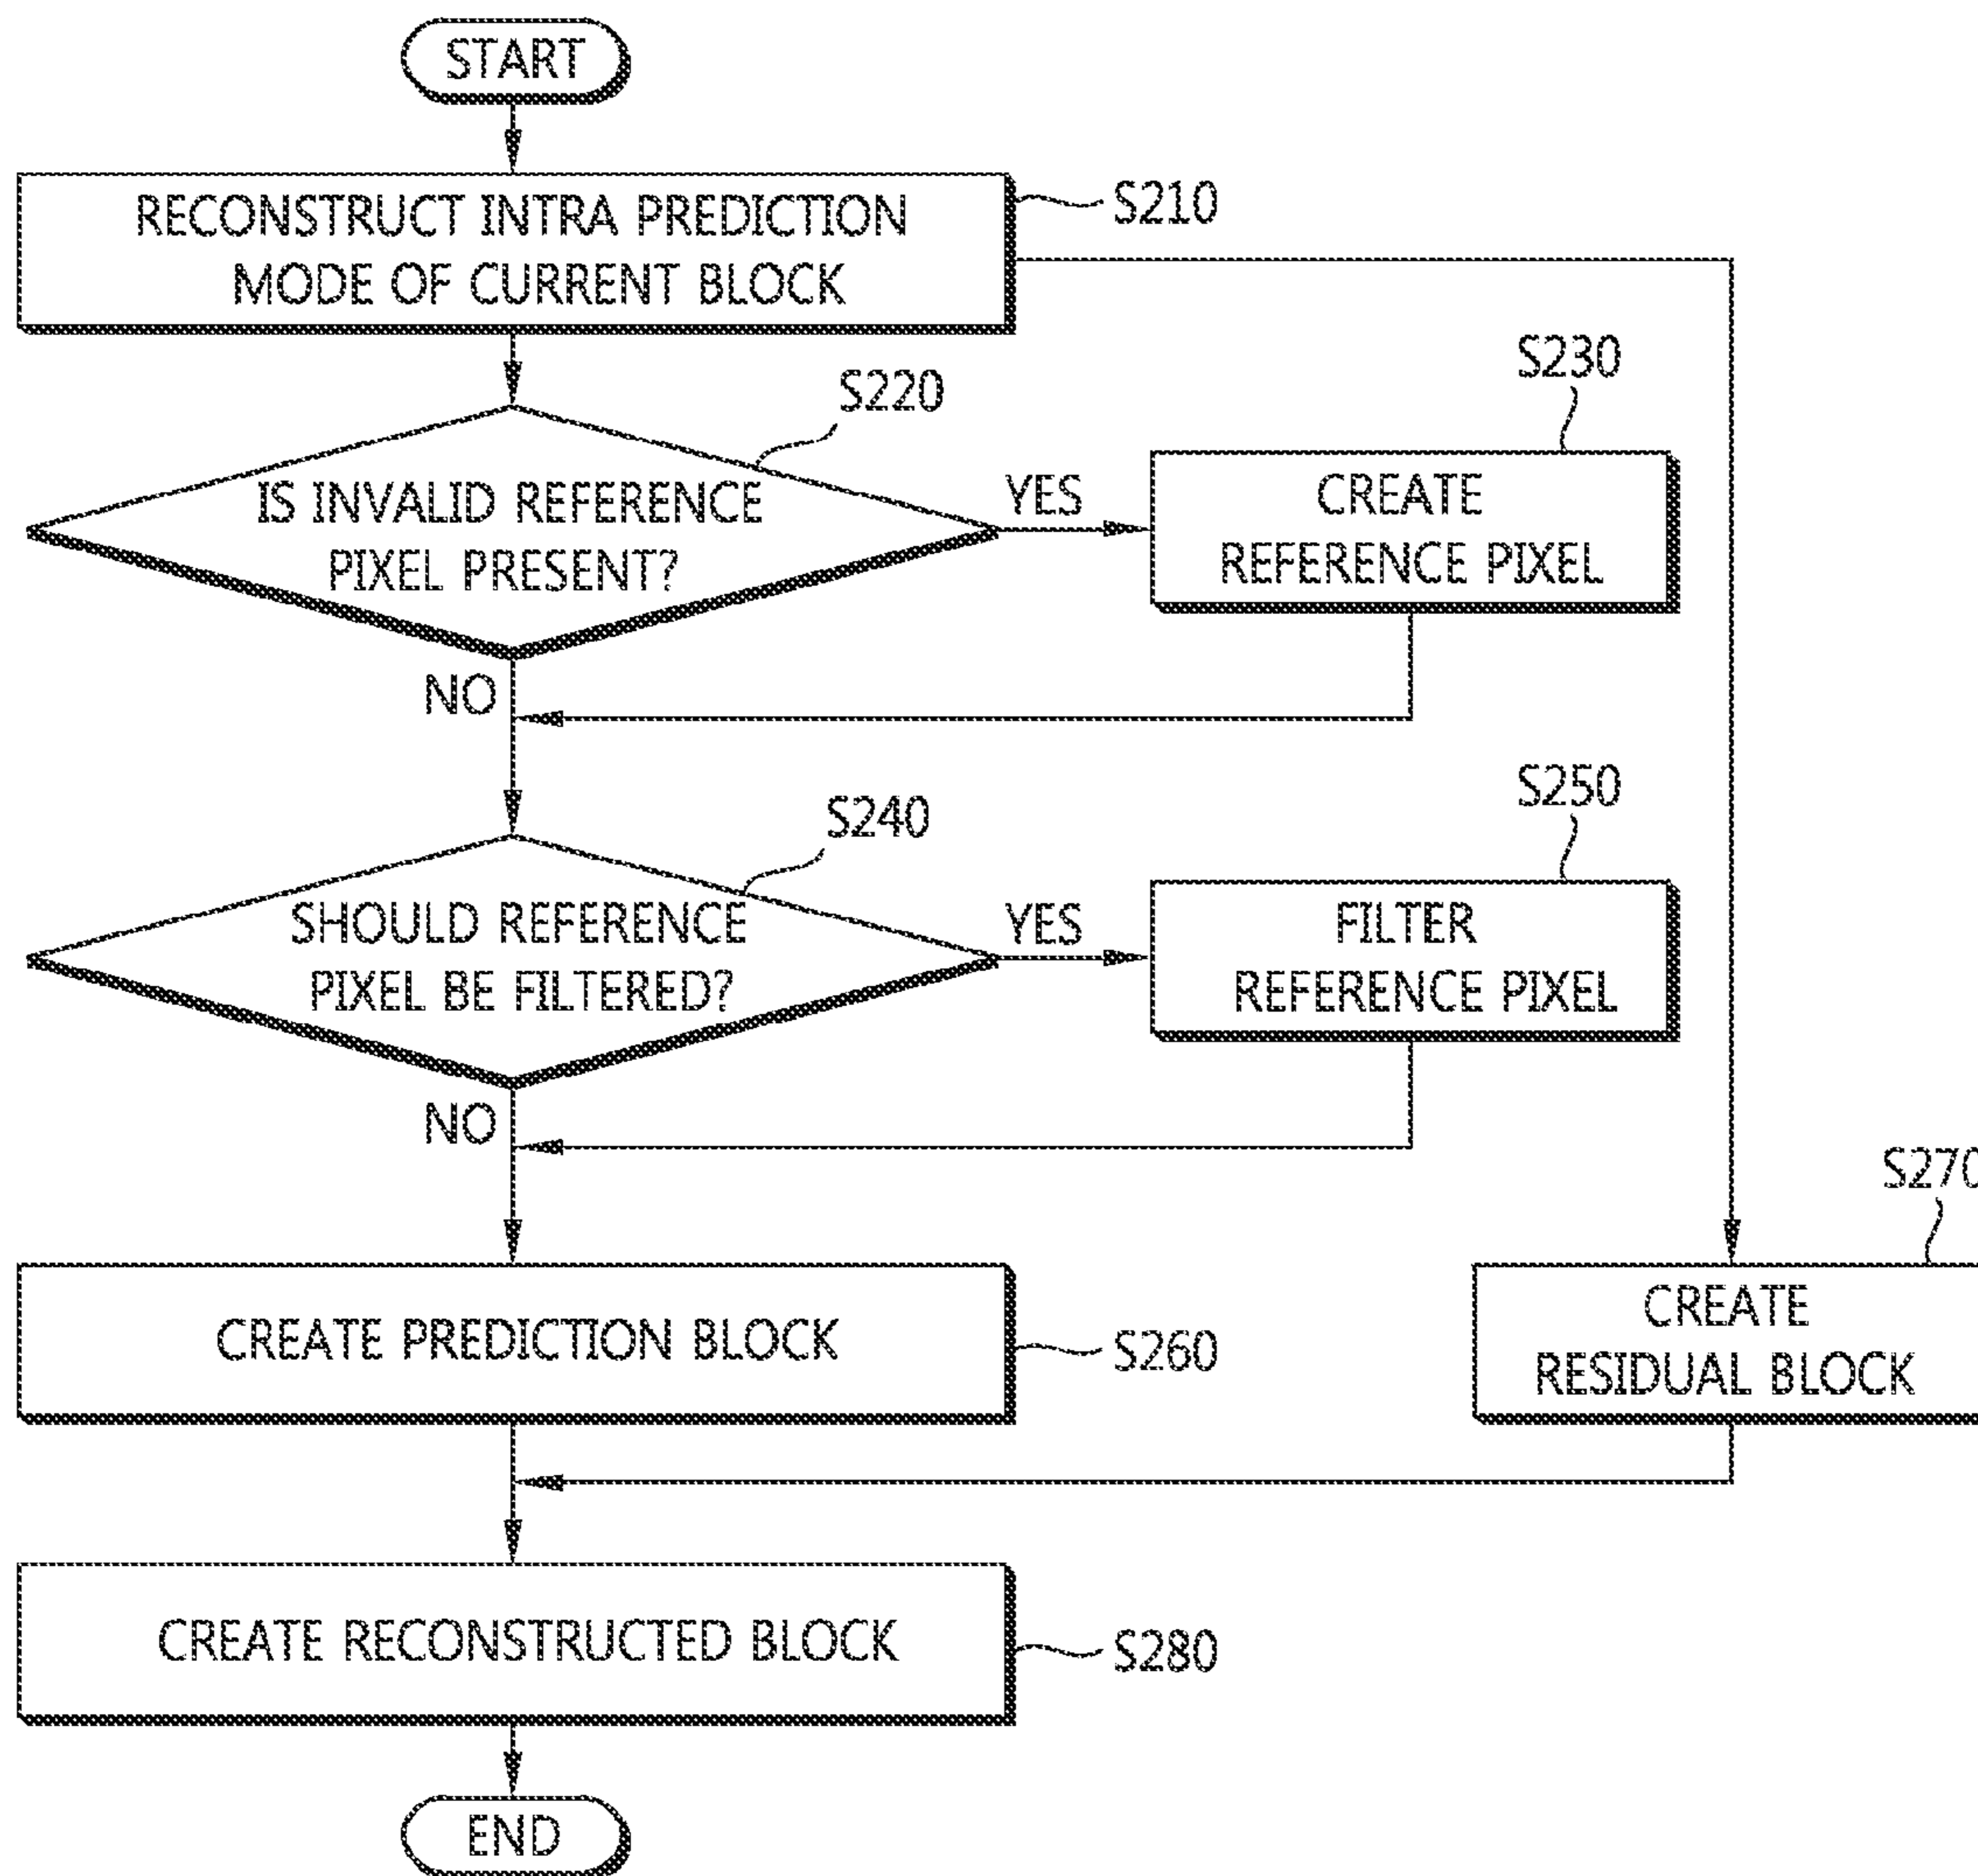 START
RECONSTRUCT INTRA PREDICTION
MODE OF CURRENT BLOCK
S210
S220
IS INVALID REFERENCE
PIXEL PRESENT?
YES
S230
CREATE
REFERENCE PIXEL
NO
S240
SHOULD REFERENCE
PIXEL BE FILTERED?
YES
S250
FILTER
REFERENCE PIXEL
NO
CREATE PREDICTION BLOCK
S260
S270
CREATE
RESIDUAL BLOCK
CREATE RECONSTRUCTED BLOCK
S280
END